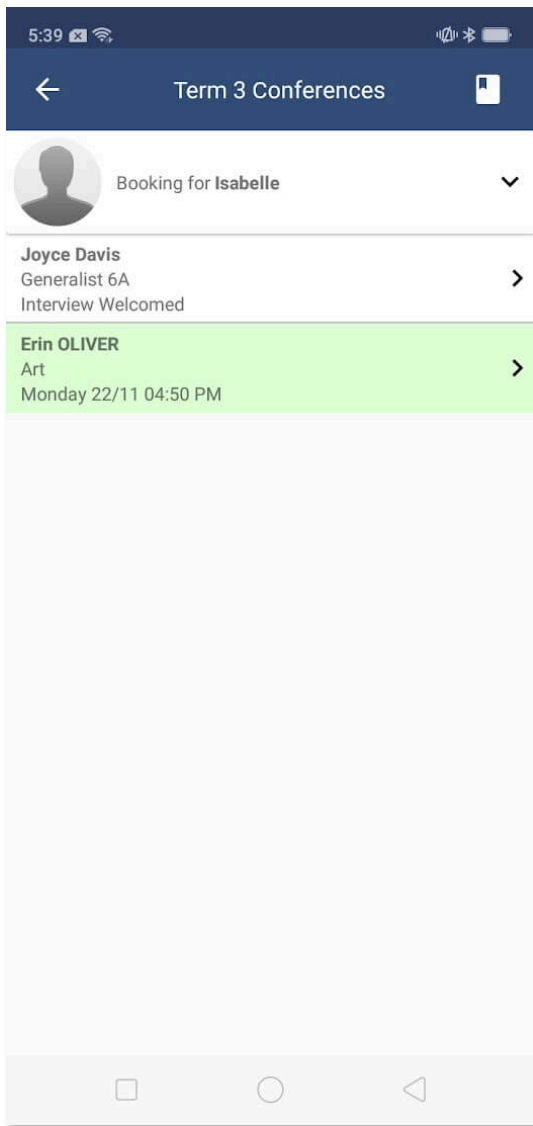 5:39
Term 3 Conferences
Booking for Isabelle
Joyce Davis
Generalist 6A
Interview Welcomed
Erin OLIVER
Art
Monday 22/11 04:50 PM